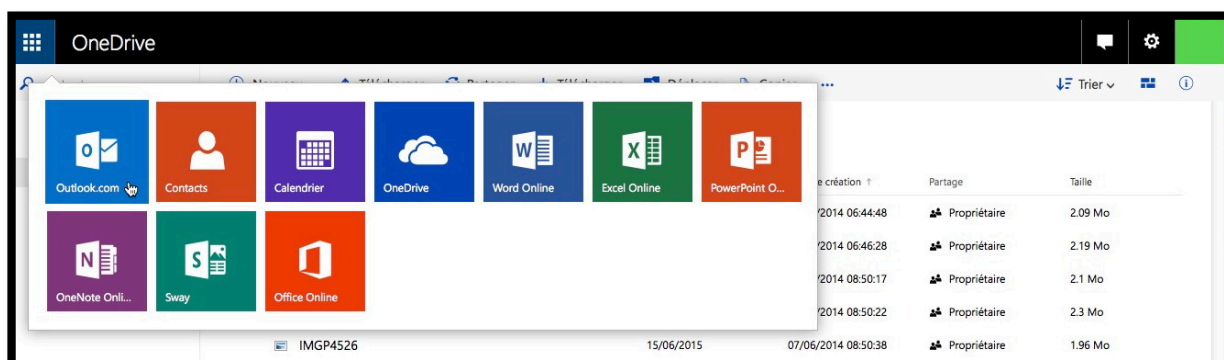 OneDrive
Trier
Outlook.com Contacts Calendrier OneDrive Word Online Excel Online PowerPoint O...
e création ↑ Partage Taille
/2014 06:44:48 Propriétaire 2.09 Mo
/2014 06:46:28 Propriétaire 2.19 Mo
/2014 08:50:17 Propriétaire 2.1 Mo
OneNote Onli... Sway Office Online
/2014 08:50:22 Propriétaire 2.3 Mo
IMGP4526 15/06/2015 07/06/2014 08:50:38 Propriétaire 1.96 Mo